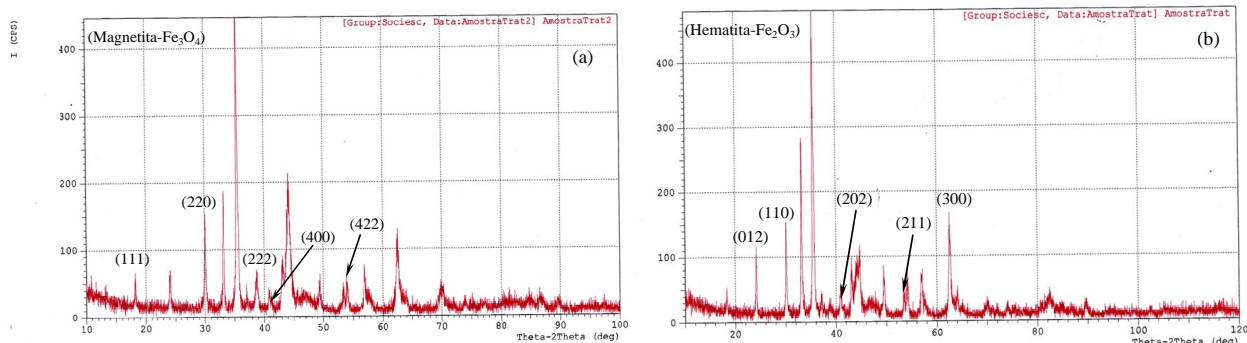 [Group:Sociesc, Data:AmostraTrat2] AmostraTrat2
I (CPS)
400
300
200
100
0
(Magnetita-Fe₃O₄)
(a)
(111)
(220)
(222)
(400)
(422)
10 20 30 40 50 60 70 80 90 100
Theta-2Theta (deg)
[Group:Sociesc, Data:AmostraTrat] AmostraTrat
400
300
200
100
0
(Hematita-Fe₂O₃)
(b)
(012)
(110)
(202)
(211)
(300)
20 40 60 80 100 120
Theta-2Theta (deg)